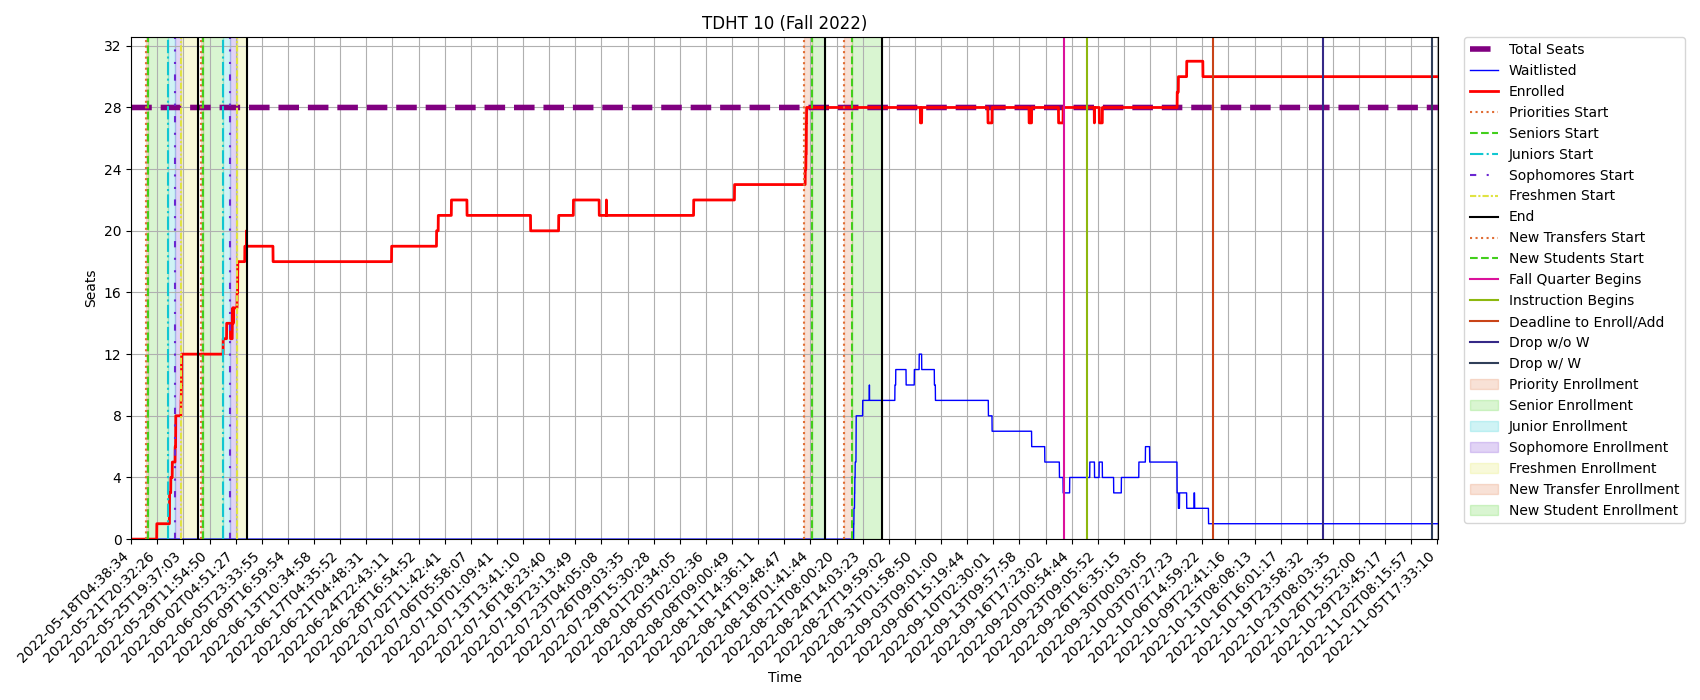 TDHT 10 (Fall 2022)
32
28
24
20
16
12
8
4
0
Seats
2022-05-18T04:38:34
2022-05-21T20:32:26
2022-05-25T19:37:03
2022-05-29T11:54:50
2022-06-02T04:51:27
2022-06-05T23:33:55
2022-06-09T16:59:54
2022-06-13T10:34:58
2022-06-17T04:35:52
2022-06-21T04:48:31
2022-06-24T22:43:11
2022-06-28T16:54:52
2022-07-02T11:42:41
2022-07-06T05:58:07
2022-07-10T01:09:41
2022-07-13T13:41:10
2022-07-16T18:23:40
2022-07-19T23:13:49
2022-07-23T04:05:08
2022-07-26T09:03:35
2022-07-29T15:30:28
2022-08-01T20:34:05
2022-08-05T02:02:36
2022-08-08T09:00:49
2022-08-11T14:36:11
2022-08-14T19:48:47
2022-08-18T01:41:44
2022-08-21T08:00:20
2022-08-24T14:03:23
2022-08-27T19:59:02
2022-08-31T01:58:50
2022-09-03T09:01:00
2022-09-06T15:19:44
2022-09-10T02:30:01
2022-09-13T09:57:58
2022-09-16T17:23:02
2022-09-20T00:54:44
2022-09-23T09:05:52
2022-09-26T16:35:15
2022-09-30T00:03:05
2022-10-03T07:27:23
2022-10-06T14:59:22
2022-10-09T22:41:16
2022-10-13T08:08:13
2022-10-16T16:01:17
2022-10-19T23:58:32
2022-10-23T08:03:35
2022-10-26T15:52:00
2022-10-29T23:45:17
2022-11-02T08:15:57
2022-11-05T17:33:10
Time
Total Seats
Waitlisted
Enrolled
Priorities Start
Seniors Start
Juniors Start
Sophomores Start
Freshmen Start
End
New Transfers Start
New Students Start
Fall Quarter Begins
Instruction Begins
Deadline to Enroll/Add
Drop w/o W
Drop w/ W
Priority Enrollment
Senior Enrollment
Junior Enrollment
Sophomore Enrollment
Freshmen Enrollment
New Transfer Enrollment
New Student Enrollment